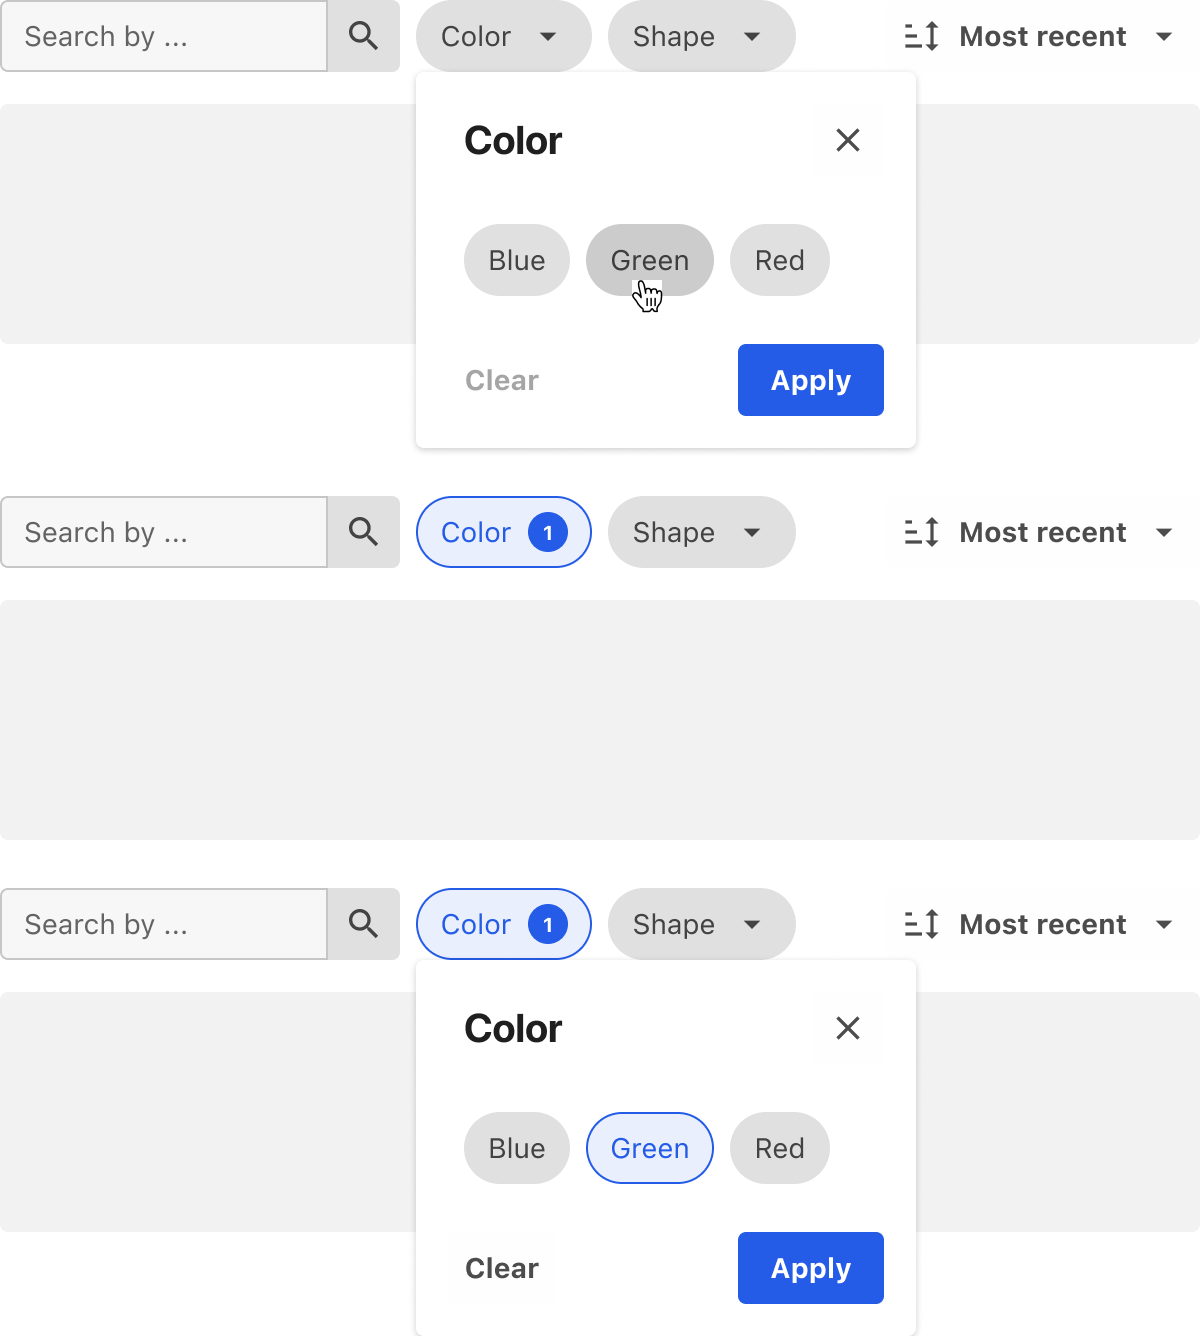 Search by ... Color Shape Most recent
Color
Blue Green Red
Clear Apply
Search by ... Color 1 Shape Most recent
Search by ... Color 1 Shape Most recent
Color
Blue Green Red
Clear Apply